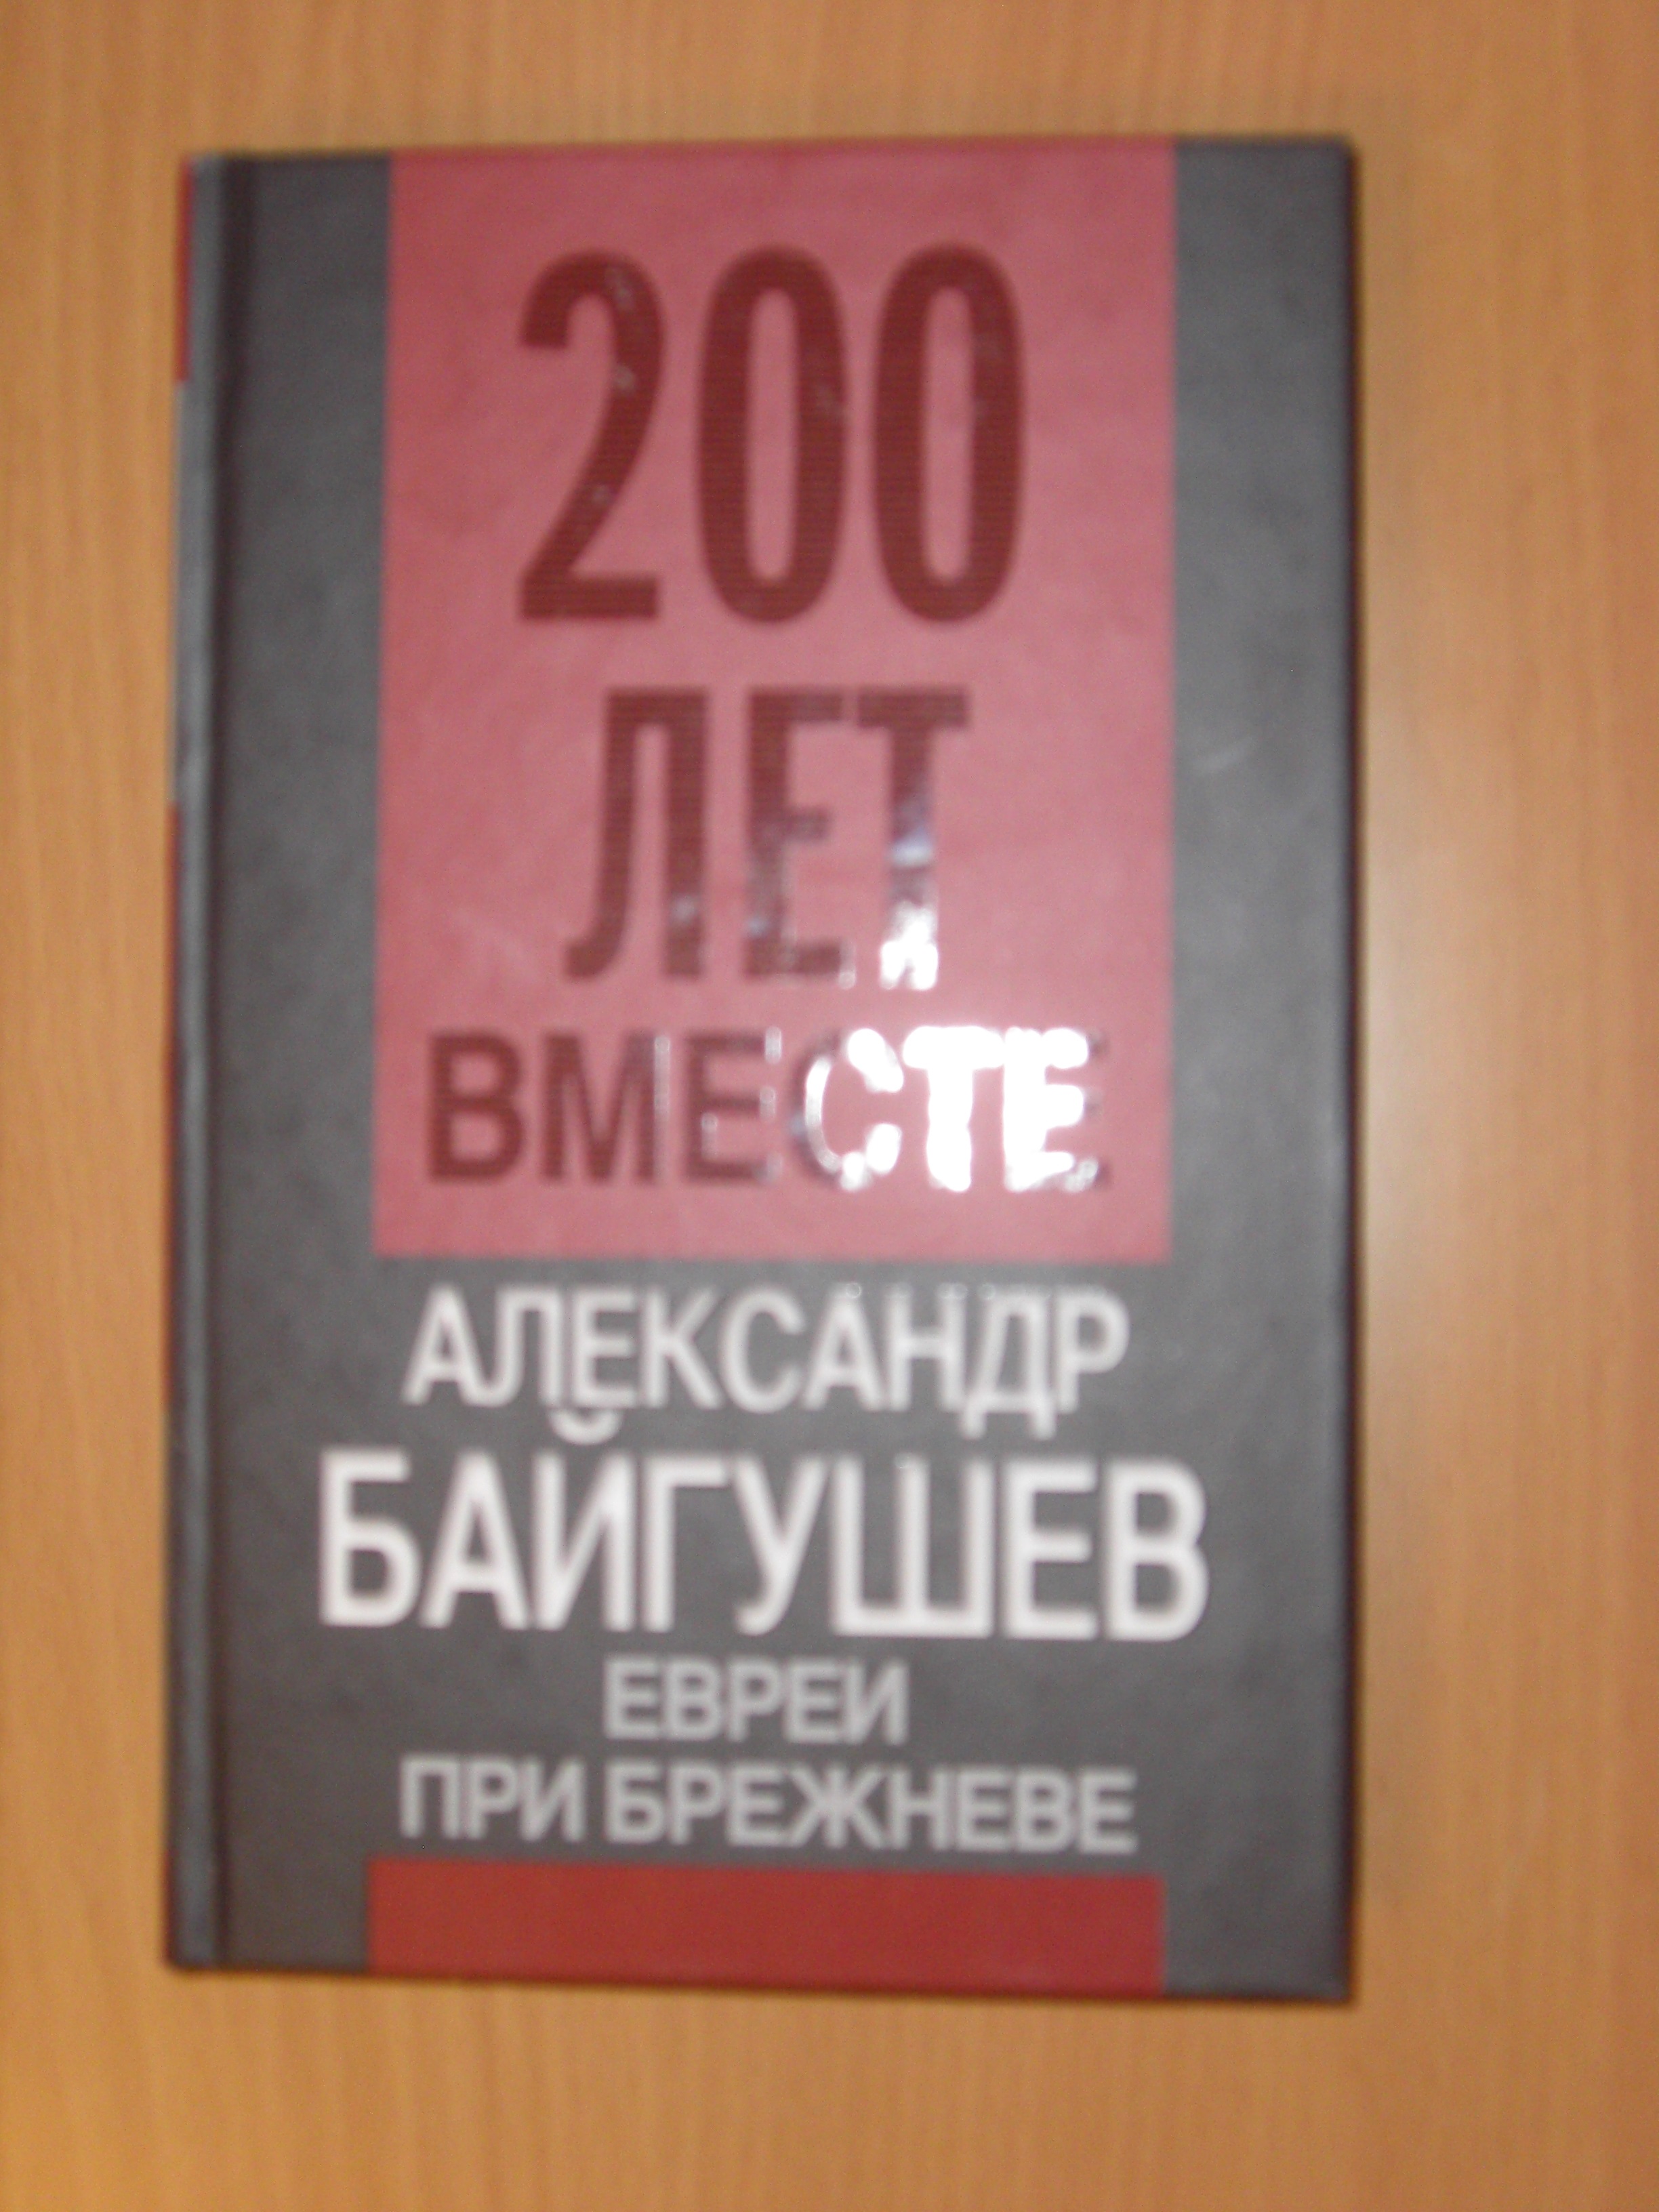 200
ЛЕТ
ВМЕСТЕ
АЛЕКСАНДР
БАЙГУШЕВ
ЕВРЕИ
ПРИ БРЕЖНЕВЕ